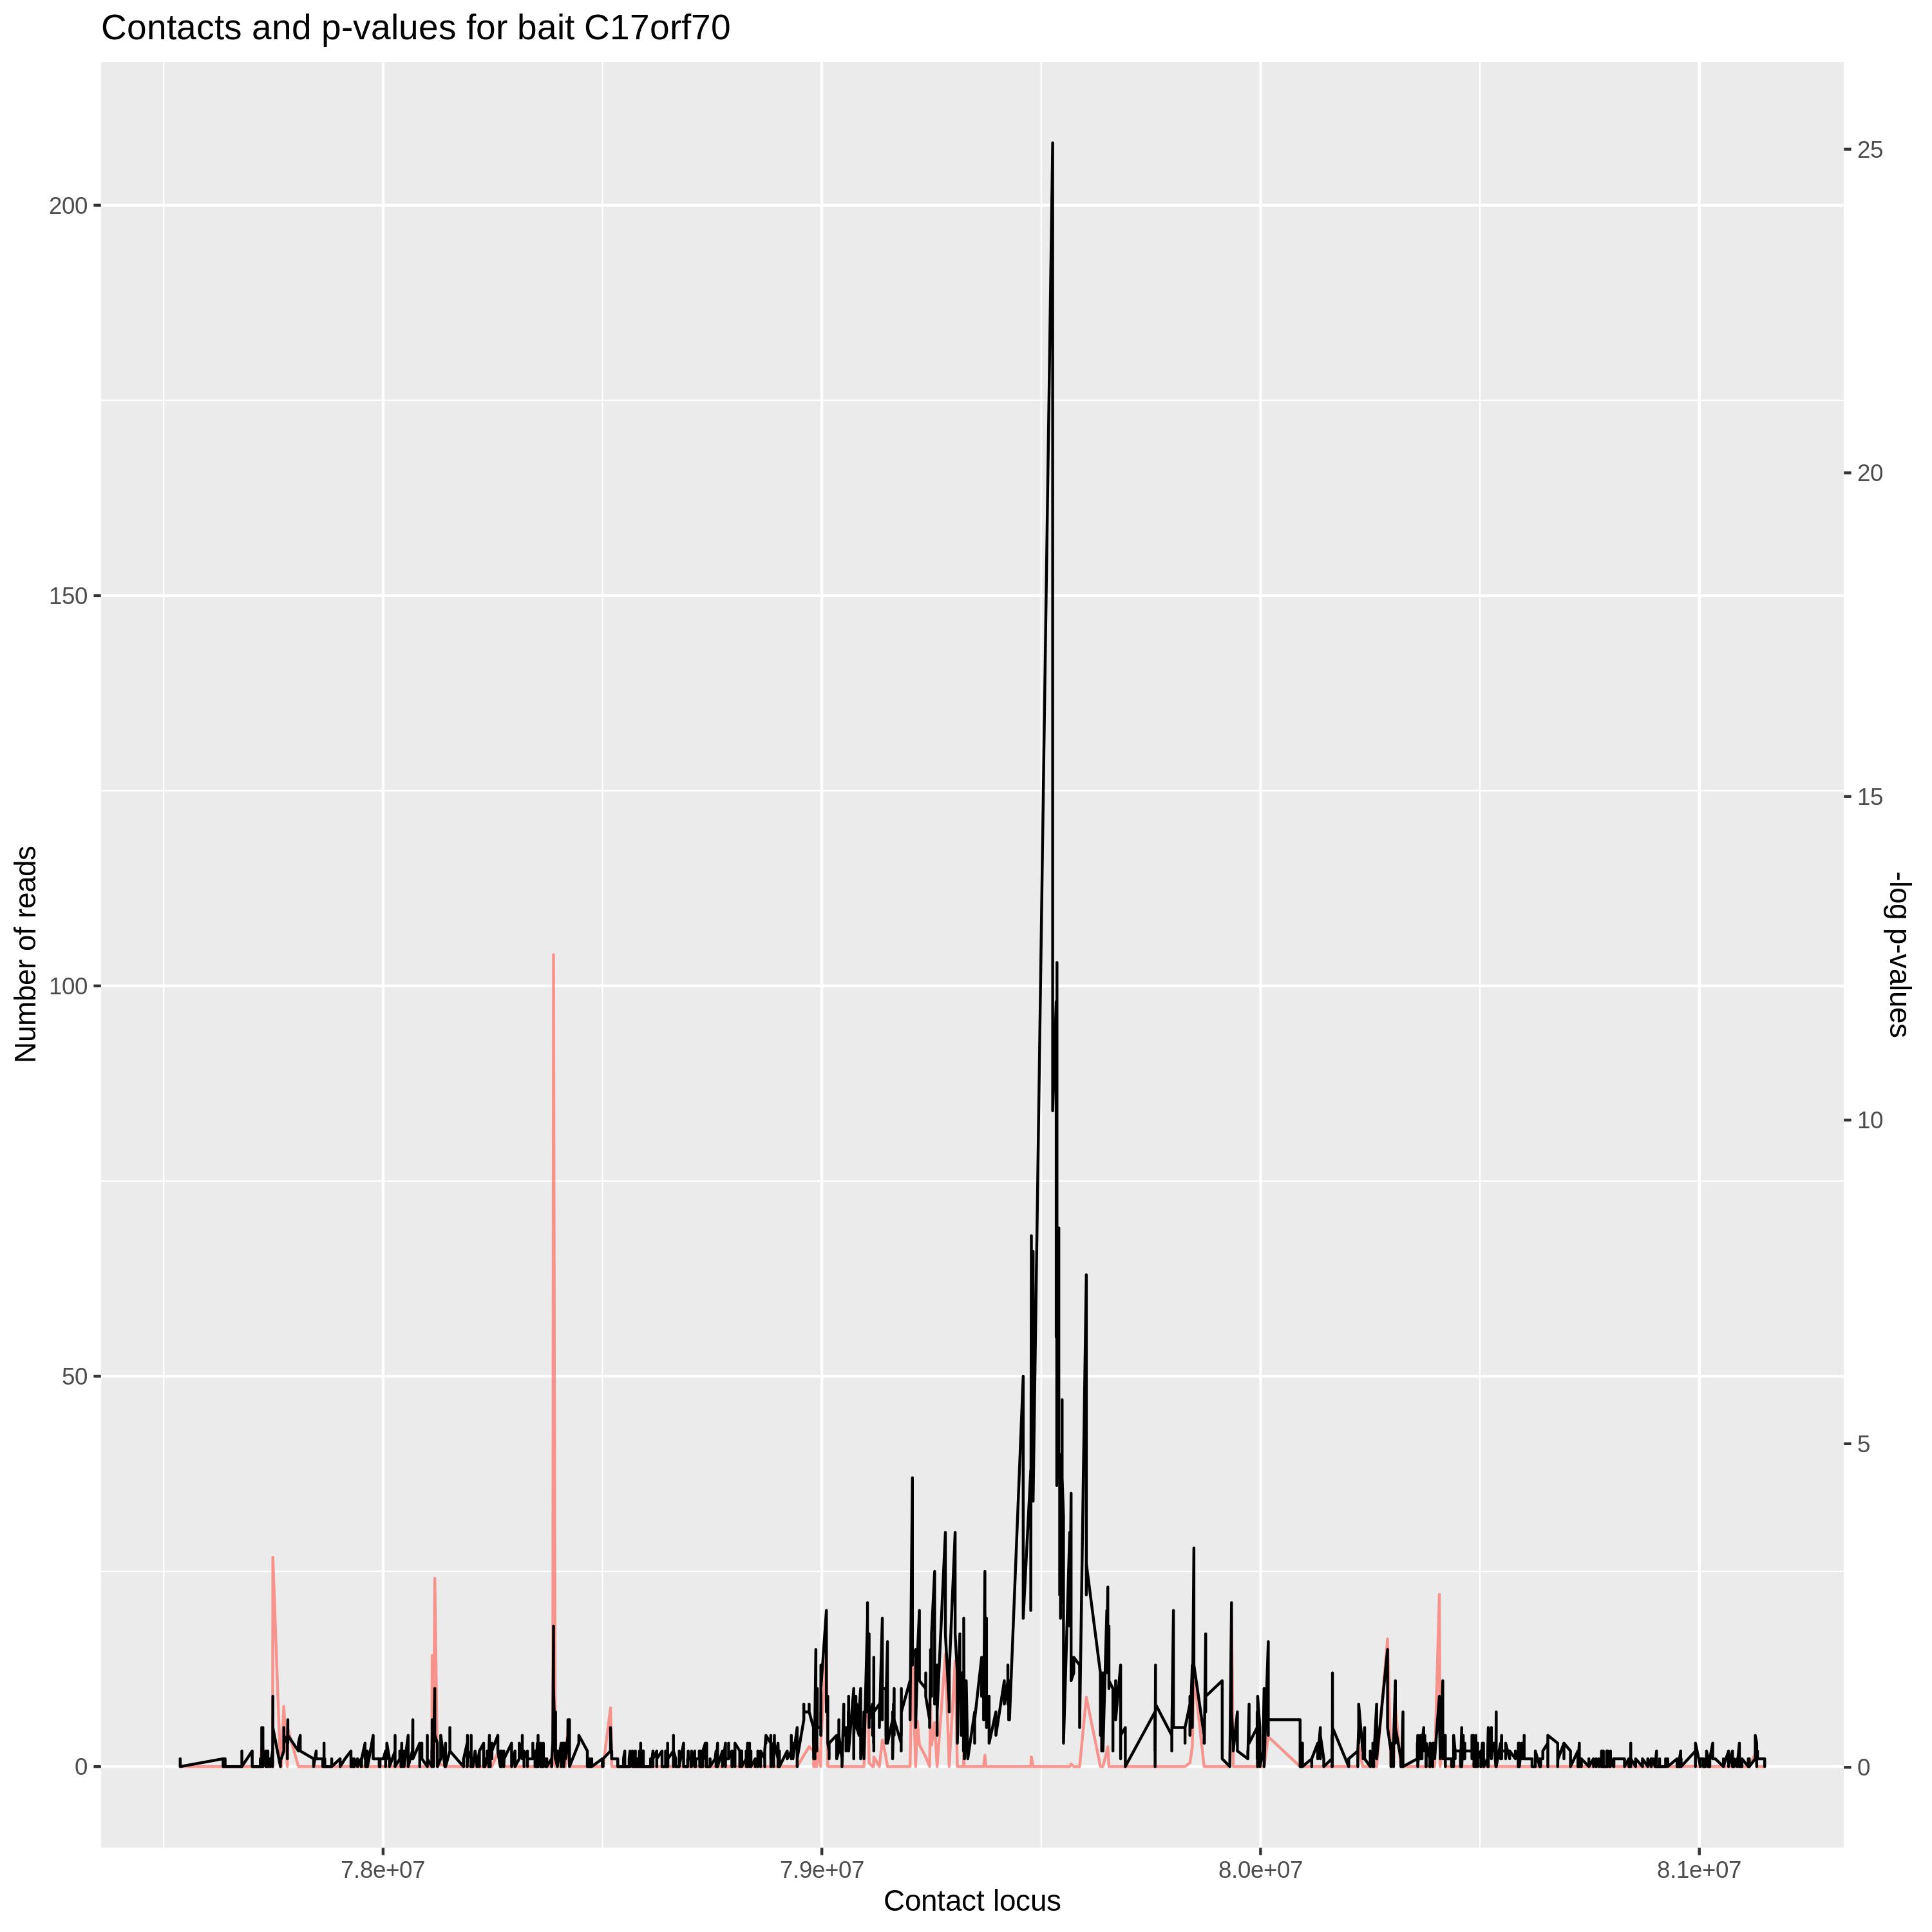 Contacts and p-values for bait C17orf70
Number of reads
200
150
100
50
0
25
20
15
10
5
0
-log p-values
7.8e+07 7.9e+07 8.0e+07 8.1e+07
Contact locus